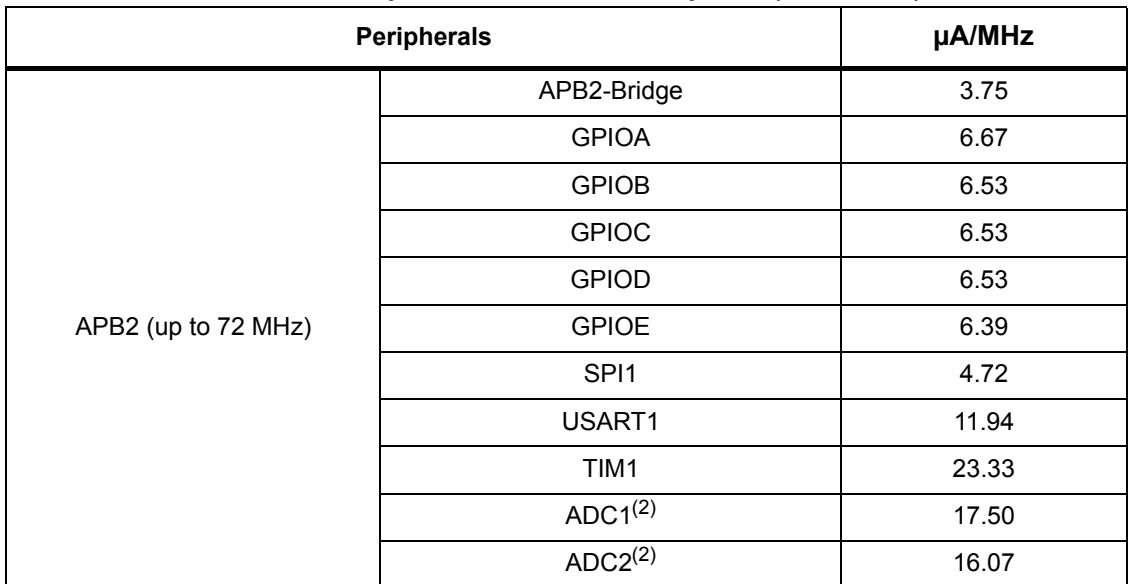 Peripherals µA/MHz
APB2-Bridge 3.75
GPIOA 6.67
GPIOB 6.53
GPIOC 6.53
GPIOD 6.53
APB2 (up to 72 MHz) GPIOE 6.39
SPI1 4.72
USART1 11.94
TIM1 23.33
ADC1(2) 17.50
ADC2(2) 16.07